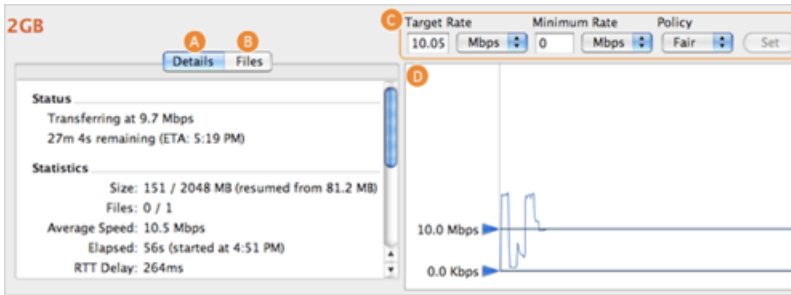 2GB
A B
Details Files
Status
Transferring at 9.7 Mbps
27m 4s remaining (ETA: 5:19 PM)
Statistics
Size: 151 / 2048 MB (resumed from 81.2 MB)
Files: 0 / 1
Average Speed: 10.5 Mbps
Elapsed: 56s (started at 4:51 PM)
RTT Delay: 264ms
C Target Rate Minimum Rate Policy
10.05 Mbps 0 Mbps Fair Set
D
10.0 Mbps
0.0 Kbps